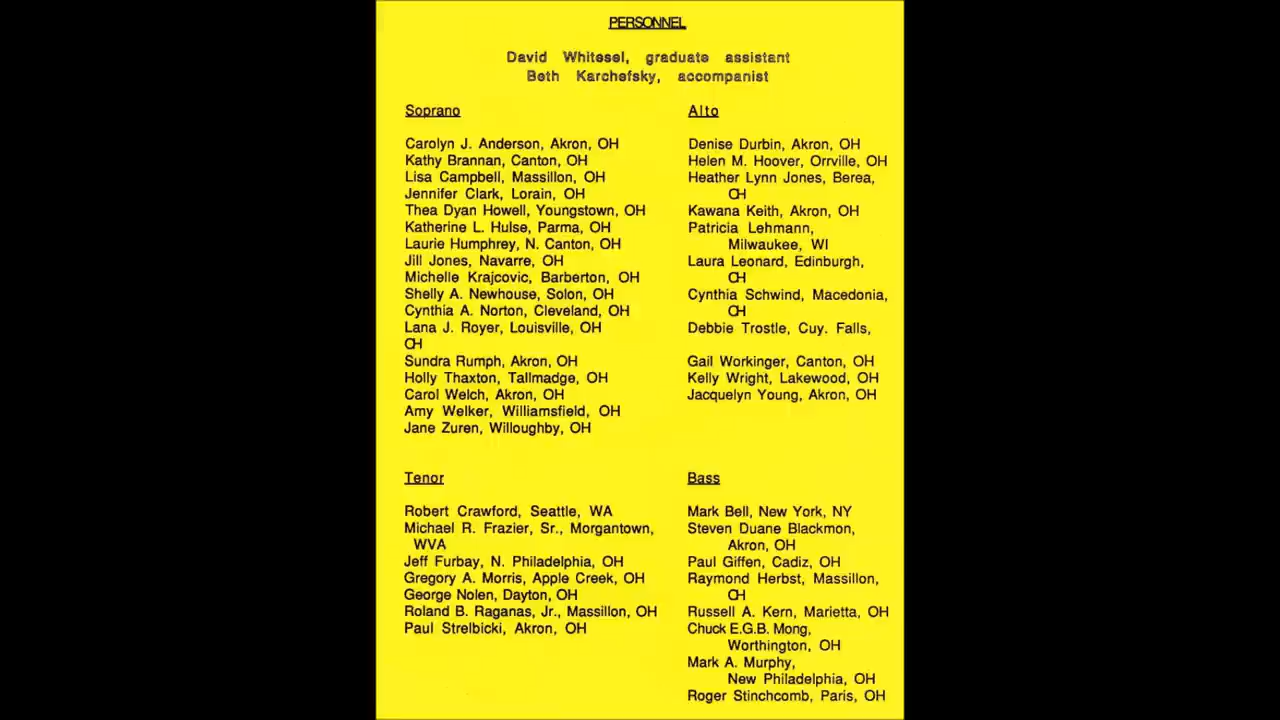 PERSONNEL
David Whitesel, graduate assistant
Beth Karchefsky, accompanist
Soprano
Carolyn J. Anderson, Akron, OH
Kathy Brannan, Canton, OH
Lisa Campbell, Massillon, OH
Jennifer Clark, Lorain, OH
Thea Dyan Howell, Youngstown, OH
Katherine L. Hulse, Parma, OH
Laurie Humphrey, N. Canton, OH
Jill Jones, Navarre, OH
Michelle Krajcovic, Barberton, OH
Shelly A. Newhouse, Solon, OH
Cynthia A. Norton, Cleveland, OH
Lana J. Royer, Louisville, OH
OH
Sundra Rumph, Akron, OH
Holly Thaxton, Tallmadge, OH
Carol Welch, Akron, OH
Amy Welker, Williamsfield, OH
Jane Zuren, Willoughby, OH
Alto
Denise Durbin, Akron, OH
Helen M. Hoover, Orrville, OH
Heather Lynn Jones, Berea,
OH
Kawana Keith, Akron, OH
Patricia Lehmann,
Milwaukee, WI
Laura Leonard, Edinburgh,
OH
Cynthia Schwind, Macedonia,
OH
Debbie Trostle, Cuy. Falls,
Gail Workinger, Canton, OH
Kelly Wright, Lakewood, OH
Jacquelyn Young, Akron, OH
Tenor
Robert Crawford, Seattle, WA
Michael R. Frazier, Sr., Morgantown,
WVA
Jeff Furbay, N. Philadelphia, OH
Gregory A. Morris, Apple Creek, OH
George Nolen, Dayton, OH
Roland B. Raganas, Jr., Massillon, OH
Paul Strelbicki, Akron, OH
Bass
Mark Bell, New York, NY
Steven Duane Blackmon,
Akron, OH
Paul Giffen, Cadiz, OH
Raymond Herbst, Massillon,
OH
Russell A. Kern, Marietta, OH
Chuck E.G.B. Mong,
Worthington, OH
Mark A. Murphy,
New Philadelphia, OH
Roger Stinchcomb, Paris, OH